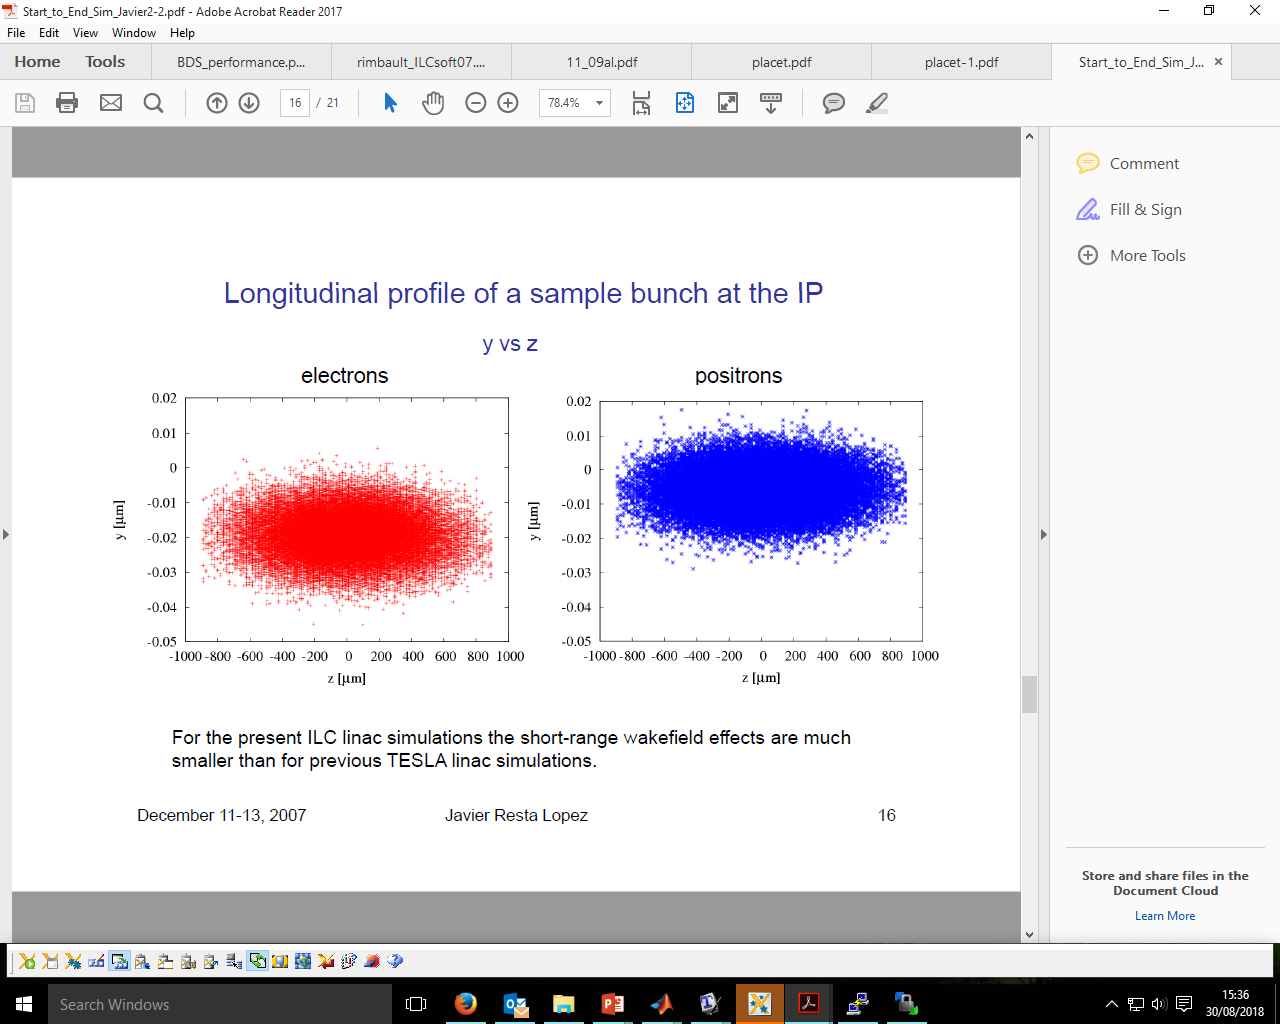 Start_to_End_Sim_Javier2-2.pdf - Adobe Acrobat Reader 2017
File Edit View Window Help
Home Tools BDS_performance.p... rimbault_ILCsoft07.... 11_09al.pdf placet.pdf placet-1.pdf Start_to_End_Sim_J...
16 / 21 78.4%
Comment
Fill & Sign
More Tools
Longitudinal profile of a sample bunch at the IP
y vs z
electrons
0.02
0.01
0
-0.01
-0.02
-0.03
-0.04
-0.05
y [μm]
-1000 -800 -600 -400 -200 0 200 400 600 800 1000
z [μm]
positrons
0.02
0.01
0
-0.01
-0.02
-0.03
-0.04
-0.05
y [μm]
-1000 -800 -600 -400 -200 0 200 400 600 800 1000
z [μm]
For the present ILC linac simulations the short-range wakefield effects are much
smaller than for previous TESLA linac simulations.
December 11-13, 2007 Javier Resta Lopez 16
Store and share files in the
Document Cloud
Learn More
Search Windows
15:36
30/08/2018